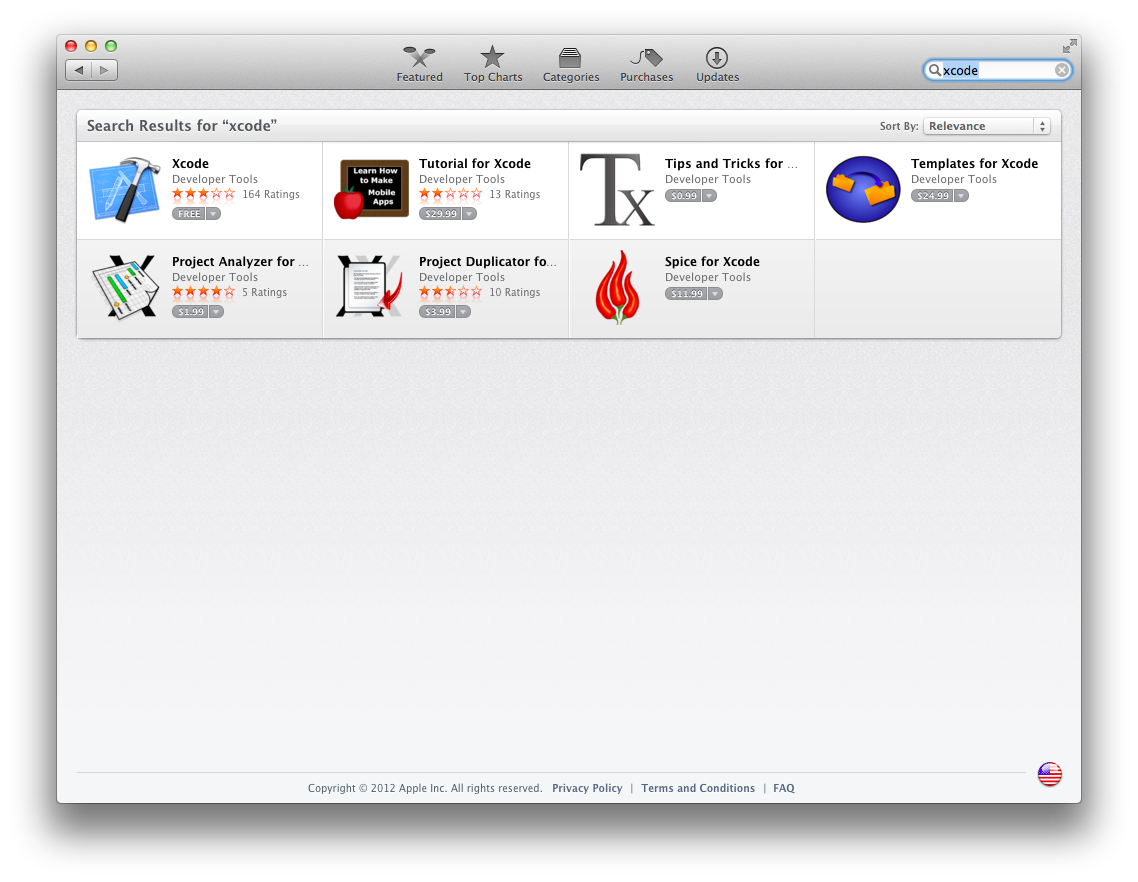 Featured
Top Charts
Categories
Purchases
Updates
xcode
Search Results for “xcode”
Sort By: Relevance
Xcode
Developer Tools
164 Ratings
FREE
Learn How
to Make
Mobile
Apps
Tutorial for Xcode
Developer Tools
13 Ratings
$29.99
Tx
Tips and Tricks for ...
Developer Tools
$0.99
Templates for Xcode
Developer Tools
$24.99
Project Analyzer for ...
Developer Tools
5 Ratings
$1.99
Project Duplicator fo...
Developer Tools
10 Ratings
$3.99
Spice for Xcode
Developer Tools
$11.99
Copyright © 2012 Apple Inc. All rights reserved. Privacy Policy | Terms and Conditions | FAQ